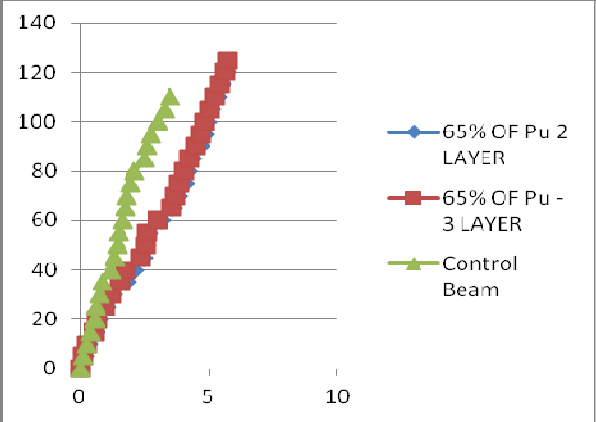 140
120
100
80
60
40
20
0
0 5 10
65% OF Pu 2
LAYER
65% OF Pu -
3 LAYER
Control
Beam